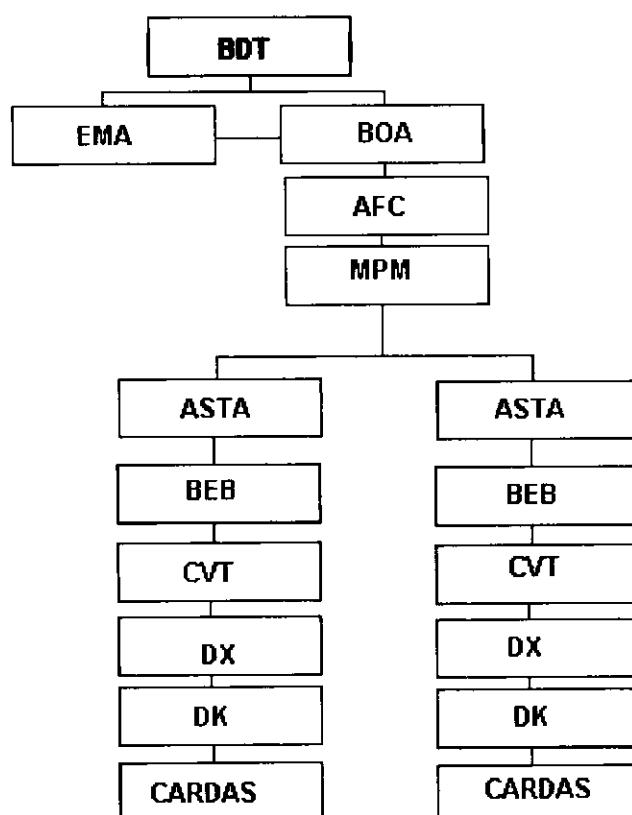 BDT
EMA
BOA
AFC
MPM
ASTA
ASTA
BEB
BEB
CVT
CVT
DX
DX
DK
DK
CARDAS
CARDAS